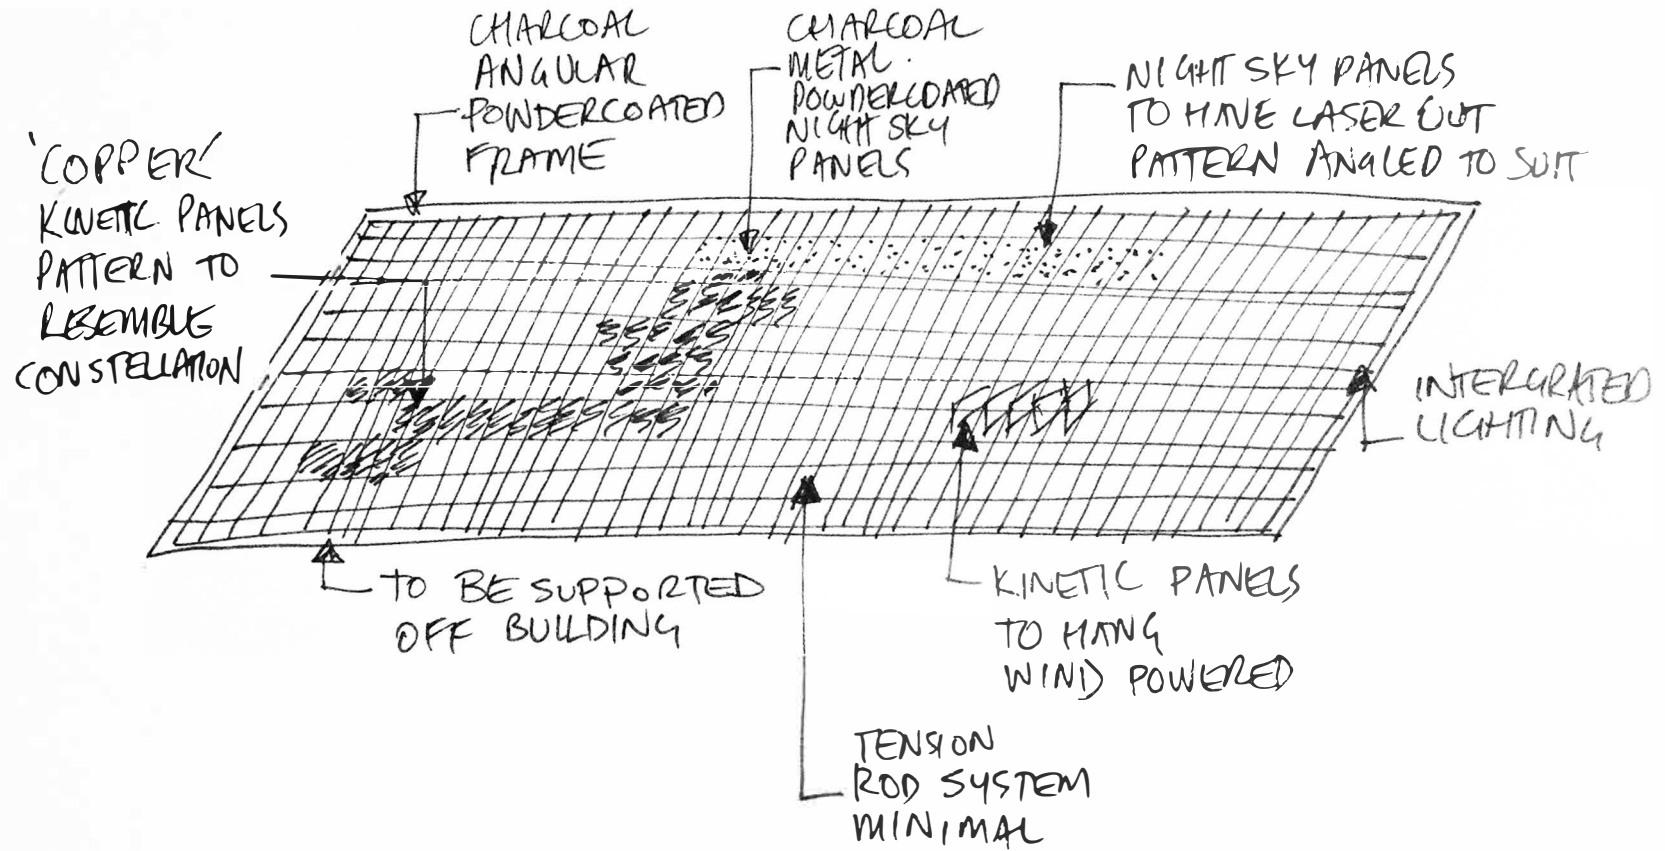 CHARCOAL
ANGULAR
POWDERCOATED
FRAME
CHARCOAL
METAL.
POWDERCOATED
NIGHT SKY
PANELS
NIGHT SKY PANELS
TO HAVE LASER CUT
PATTERN ANGLED TO SUIT
'COPPER'
KINETIC PANELS
PATTERN TO
RESEMBLE
CONSTELLATION
INTERGRATED
LIGHTING
TO BE SUPPORTED
OFF BUILDING
KINETIC PANELS
TO HANG
WIND POWERED
TENSION
ROD SYSTEM
MINIMAL